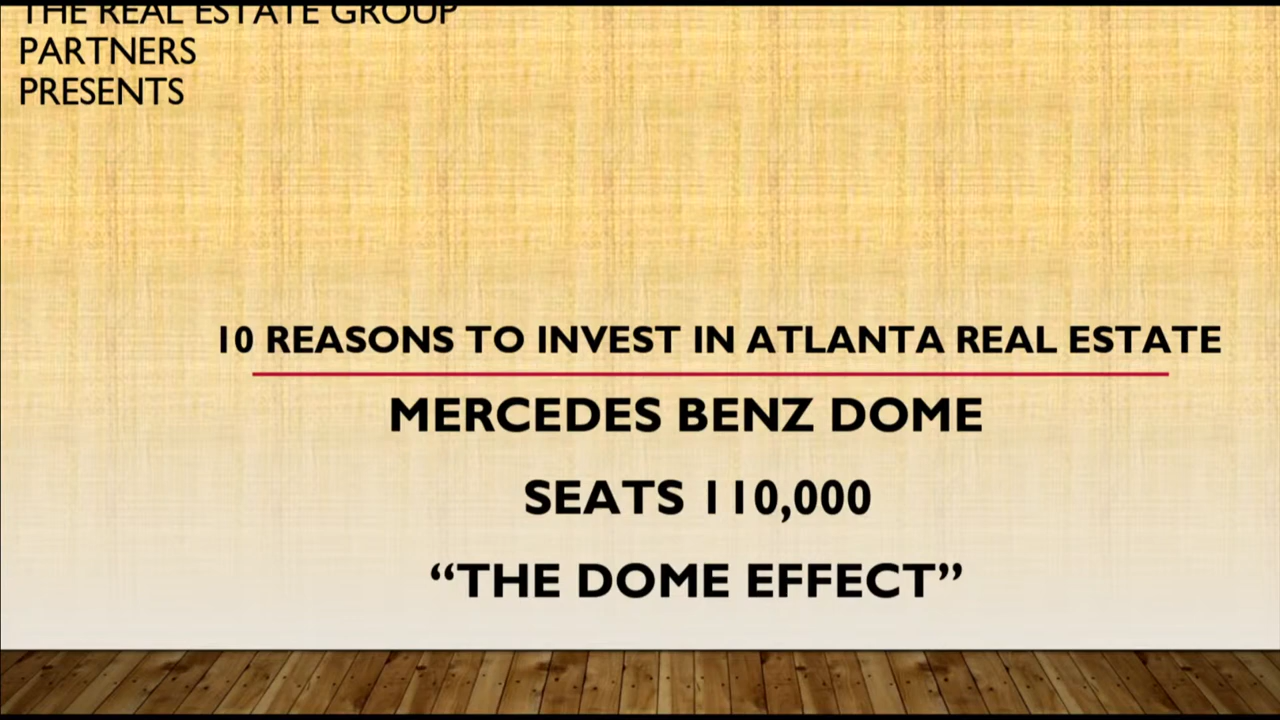 THE REAL ESTATE GROUP
PARTNERS
PRESENTS
10 REASONS TO INVEST IN ATLANTA REAL ESTATE
MERCEDES BENZ DOME
SEATS 110,000
“THE DOME EFFECT”